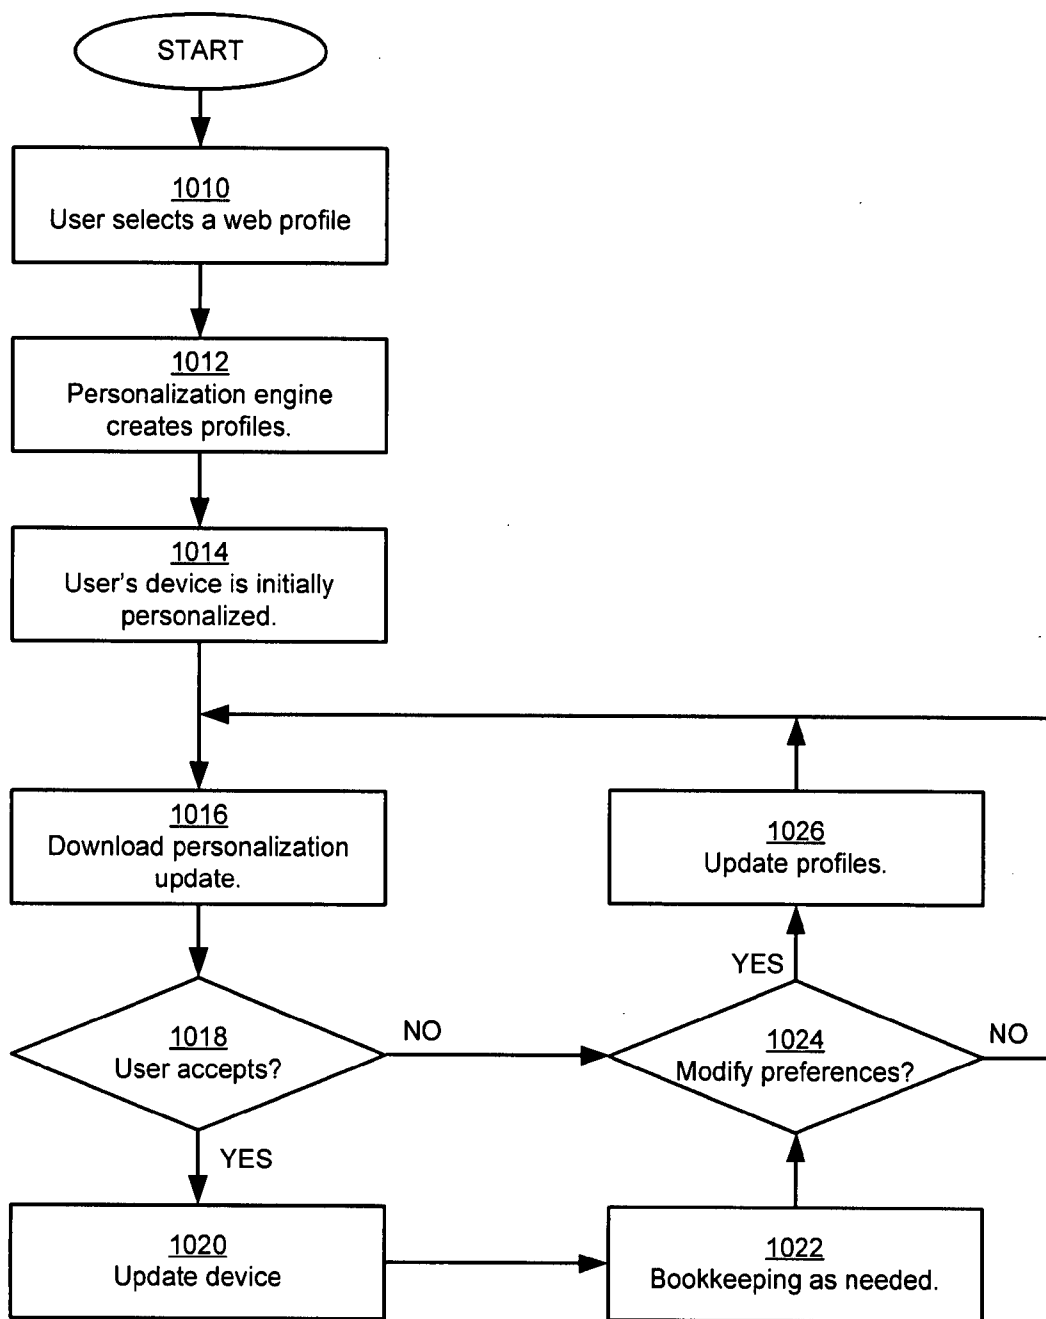 START
1010
User selects a web profile
1012
Personalization engine
creates profiles.
1014
User's device is initially
personalized.
1016
Download personalization
update.
1026
Update profiles.
YES
1018
User accepts?
NO
1024
Modify preferences?
NO
YES
1020
Update device
1022
Bookkeeping as needed.